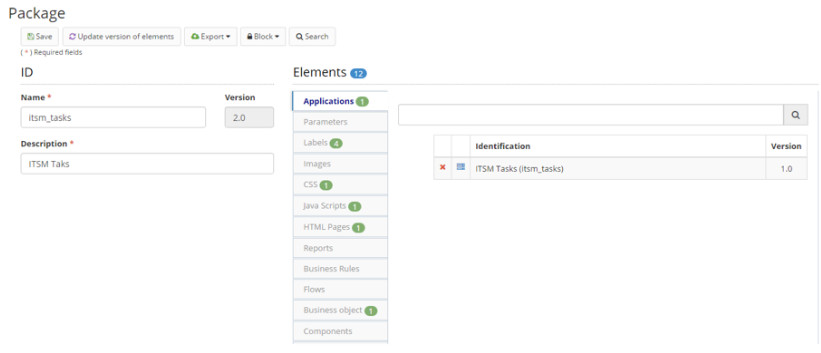 Package
Save
Update version of elements
Export
Block
Search
( * ) Required fields
ID
Name *
Version
itsm_tasks
2.0
Description *
ITSM Taks
Elements 12
Applications 1
Parameters
Labels 4
Images
CSS 1
Java Scripts 1
HTML Pages 1
Reports
Business Rules
Flows
Business object 1
Components
Identification
Version
ITSM Tasks (itsm_tasks)
1.0